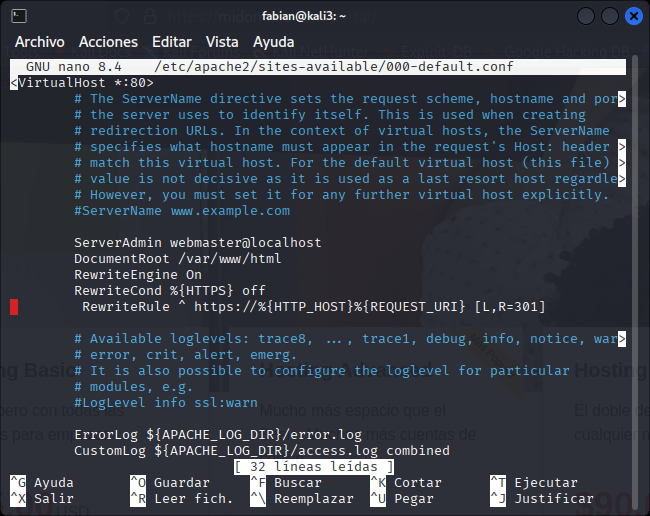 fabian@kali3: ~
Archivo Acciones Editar Vista Ayuda
GNU nano 8.4 /etc/apache2/sites-available/000-default.conf
<VirtualHost *:80>
# The ServerName directive sets the request scheme, hostname and por>
# the server uses to identify itself. This is used when creating
# redirection URLs. In the context of virtual hosts, the ServerName
# specifies what hostname must appear in the request's Host: header >
# match this virtual host. For the default virtual host (this file) >
# value is not decisive as it is used as a last resort host regardle>
# However, you must set it for any further virtual host explicitly.
#ServerName www.example.com
ServerAdmin webmaster@localhost
DocumentRoot /var/www/html
RewriteEngine On
RewriteCond %{HTTPS} off
RewriteRule ^ https://%{HTTP_HOST}%{REQUEST_URI} [L,R=301]
# Available loglevels: trace8, ..., trace1, debug, info, notice, war>
# error, crit, alert, emerg.
# It is also possible to configure the loglevel for particular
# modules, e.g.
#LogLevel info ssl:warn
ErrorLog ${APACHE_LOG_DIR}/error.log
CustomLog ${APACHE_LOG_DIR}/access.log combined
[ 32 líneas leídas ]
^G Ayuda ^O Guardar ^F Buscar ^K Cortar ^T Ejecutar
^X Salir ^R Leer fich. ^\ Reemplazar ^U Pegar ^J Justificar